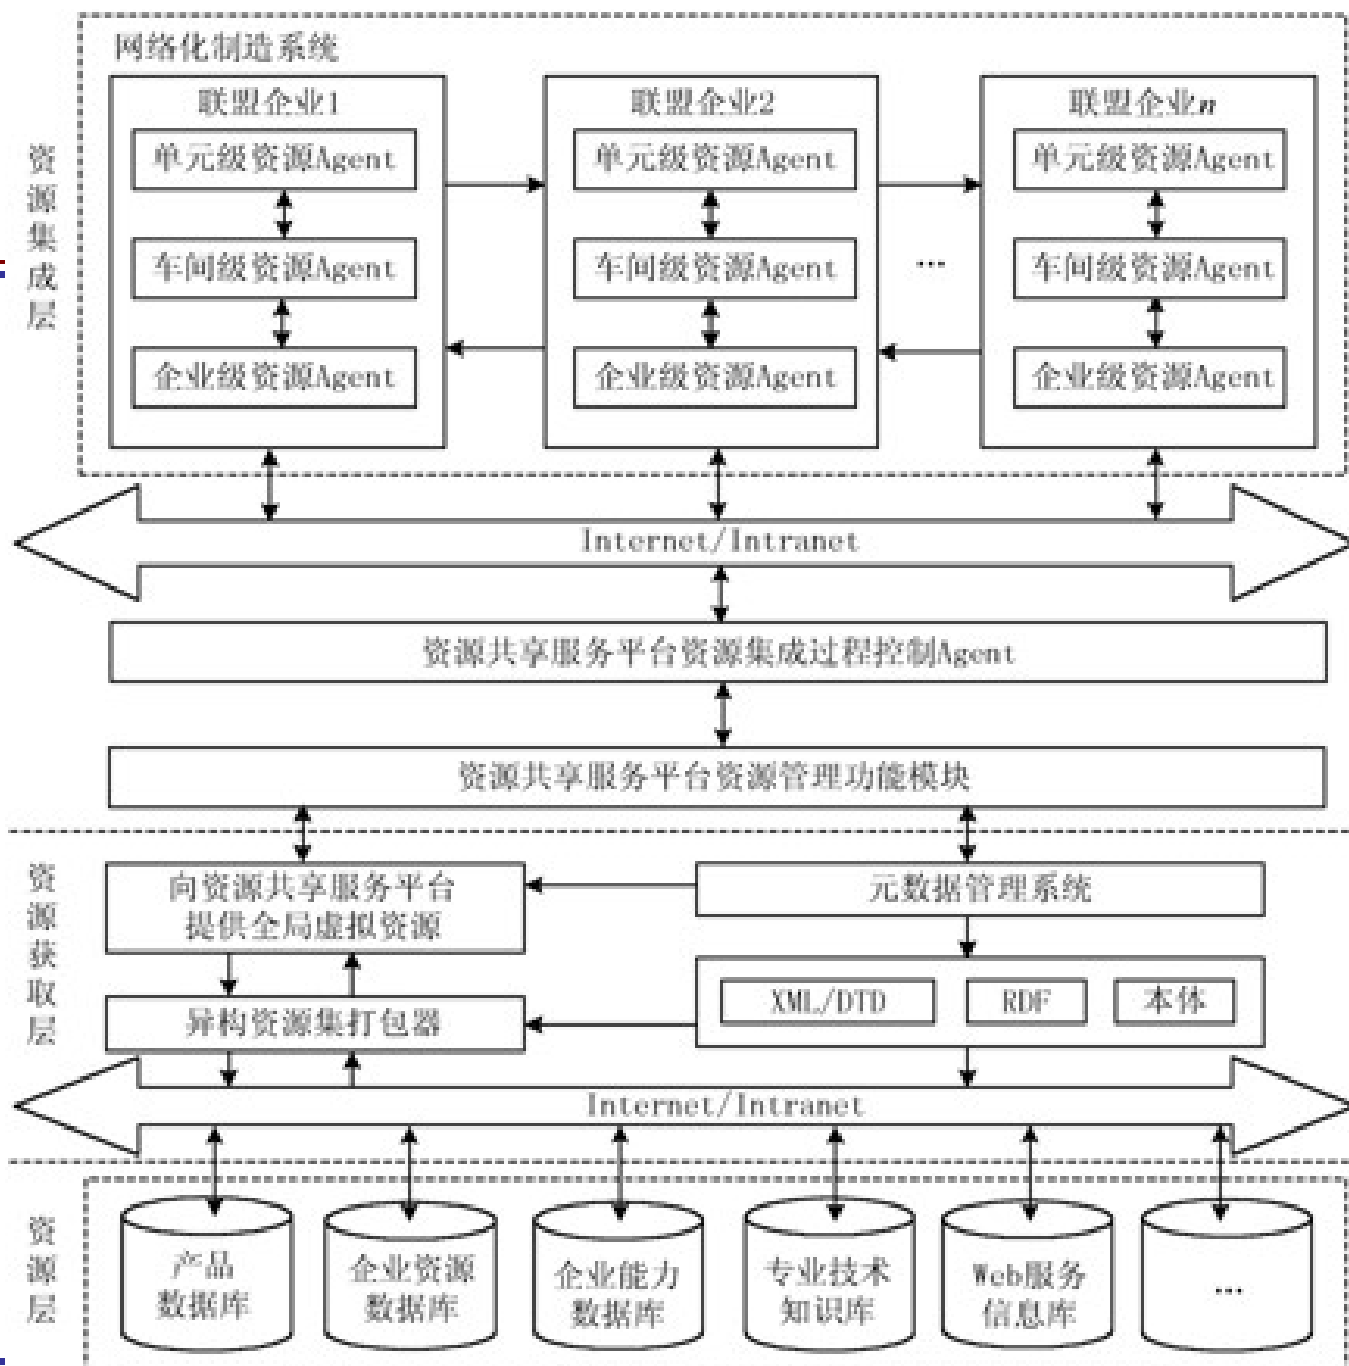 网络化制造系统
资源集成层
联盟企业1
单元级资源Agent
车间级资源Agent
企业级资源Agent
联盟企业2
单元级资源Agent
车间级资源Agent
企业级资源Agent
...
联盟企业n
单元级资源Agent
车间级资源Agent
企业级资源Agent
Internet/Intranet
资源共享服务平台资源集成过程控制Agent
资源共享服务平台资源管理功能模块
资源获取层
向资源共享服务平台
提供全局虚拟资源
元数据管理系统
异构资源集打包器
XML/DTD
RDF
本体
Internet/Intranet
资源层
产品
数据库
企业资源
数据库
企业能力
数据库
专业技术
知识库
Web服务
信息库
...